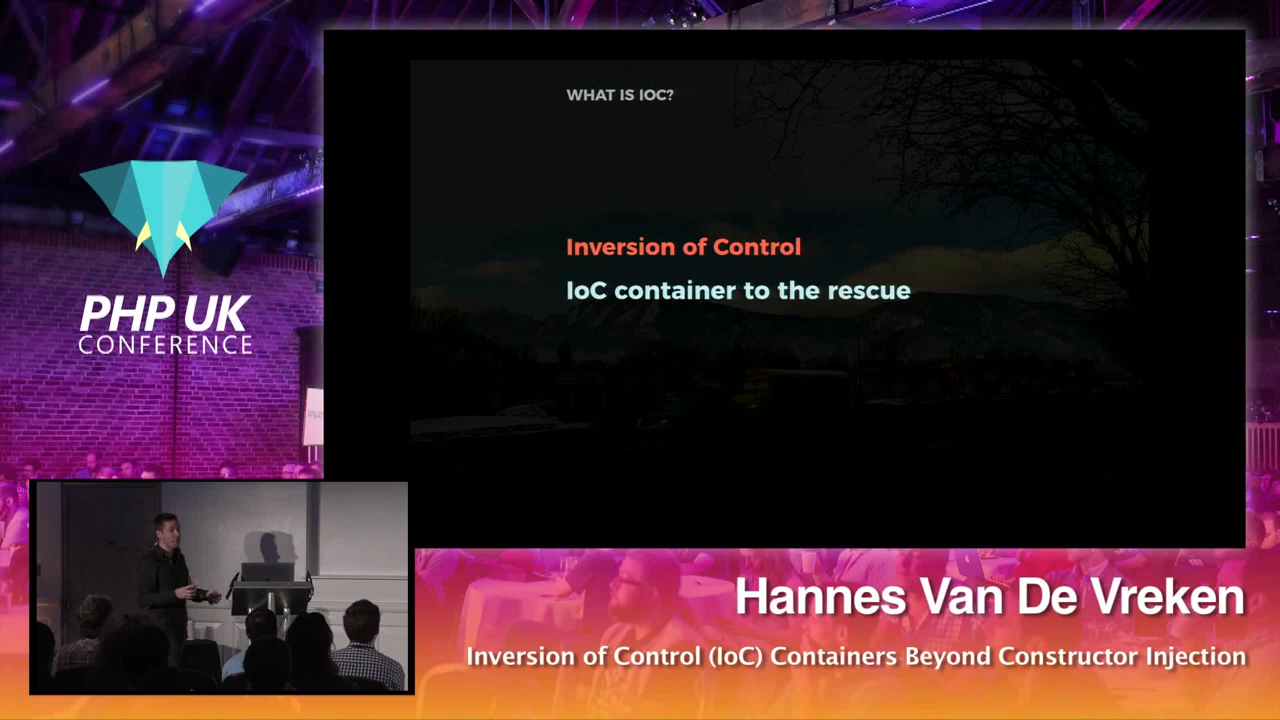 WHAT IS IOC?
Inversion of Control
IoC container to the rescue
PHP UK
CONFERENCE
Hannes Van De Vreken
Inversion of Control (IoC) Containers Beyond Constructor Injection